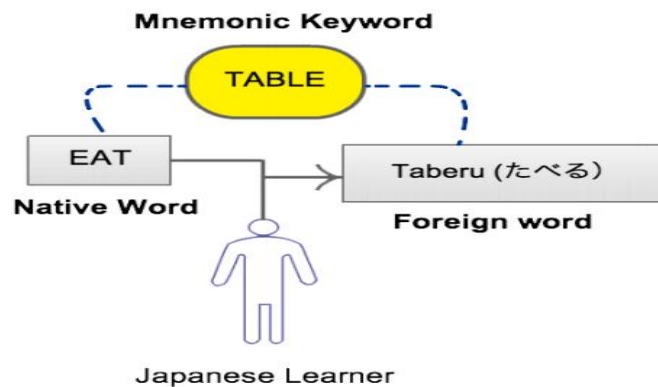 Mnemonic Keyword
TABLE
EAT
Taberu (たべる）
Native Word
Foreign word
Japanese Learner